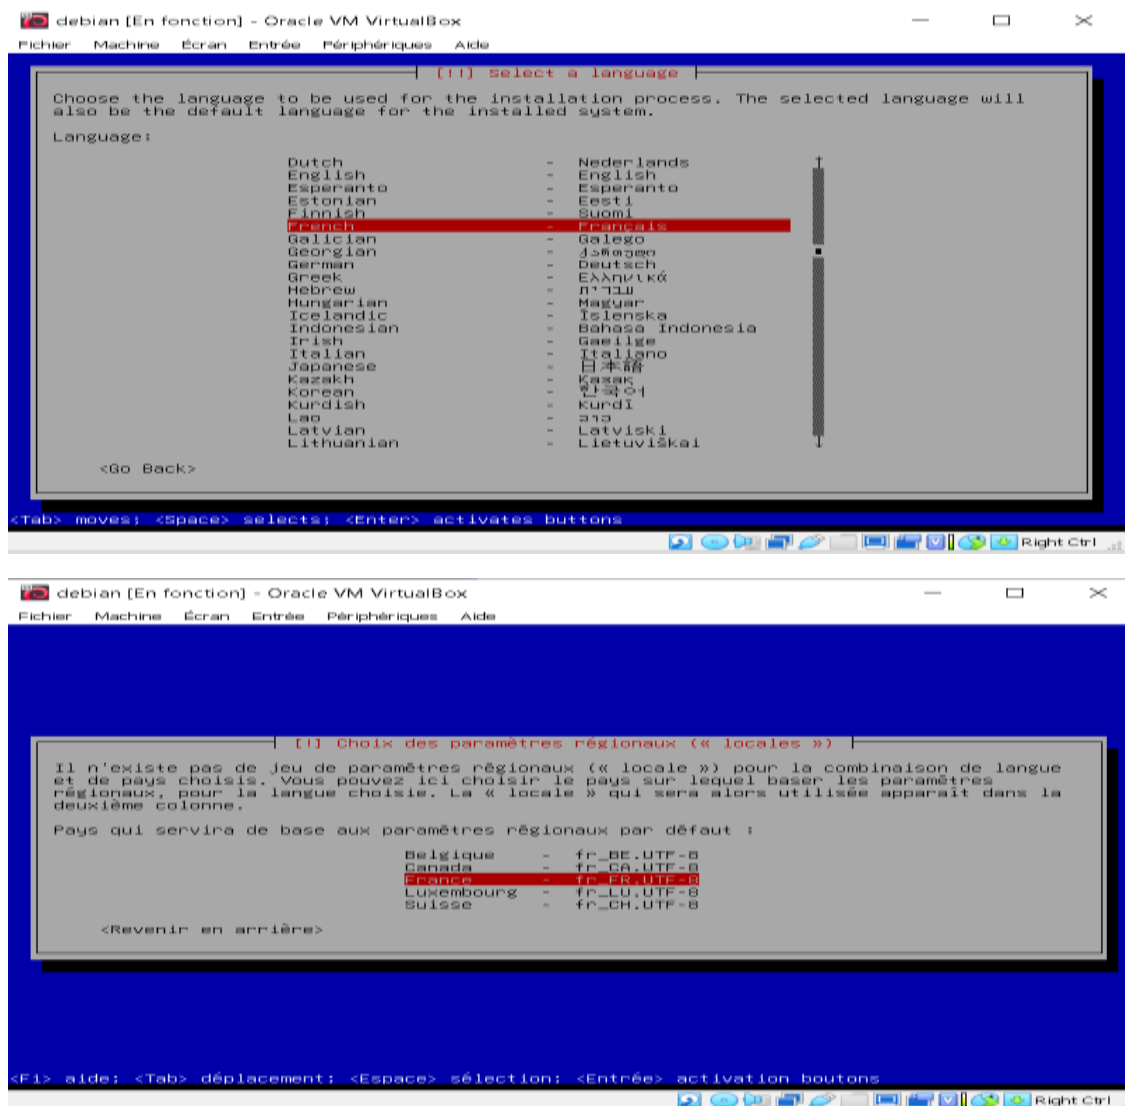 debian [En fonction] - Oracle VM VirtualBox
Fichier Machine Écran Entrée Périphériques Aide
[!!] Select a language
Choose the language to be used for the installation process. The selected language will
also be the default language for the installed system.
Language:
Dutch - Nederlands
English - English
Esperanto - Esperanto
Estonian - Eesti
Finnish - Suomi
French - Français
Galician - Galego
Georgian - ქართული
German - Deutsch
Greek - Ελληνικά
Hebrew - עברית
Hungarian - Magyar
Icelandic - Íslenska
Indonesian - Bahasa Indonesia
Irish - Gaeilge
Italian - Italiano
Japanese - 日本語
Kazakh - Қазақ
Korean - 한국어
Kurdish - Kurdî
Lao - ລາວ
Latvian - Latviski
Lithuanian - Lietuviškai
<Go Back>
<Tab> moves; <Space> selects; <Enter> activates buttons
Right Ctrl
debian [En fonction] - Oracle VM VirtualBox
Fichier Machine Écran Entrée Périphériques Aide
[!] Choix des paramètres régionaux (« locales »)
Il n'existe pas de jeu de paramètres régionaux (« locale ») pour la combinaison de langue
et de pays choisis. Vous pouvez ici choisir le pays sur lequel baser les paramètres
régionaux, pour la langue choisie. La « locale » qui sera alors utilisée apparaît dans la
deuxième colonne.
Pays qui servira de base aux paramètres régionaux par défaut :
Belgique - fr_BE.UTF-8
Canada - fr_CA.UTF-8
France - fr_FR.UTF-8
Luxembourg - fr_LU.UTF-8
Suisse - fr_CH.UTF-8
<Revenir en arrière>
<F1> aide; <Tab> déplacement; <Espace> sélection; <Entrée> activation boutons
Right Ctrl